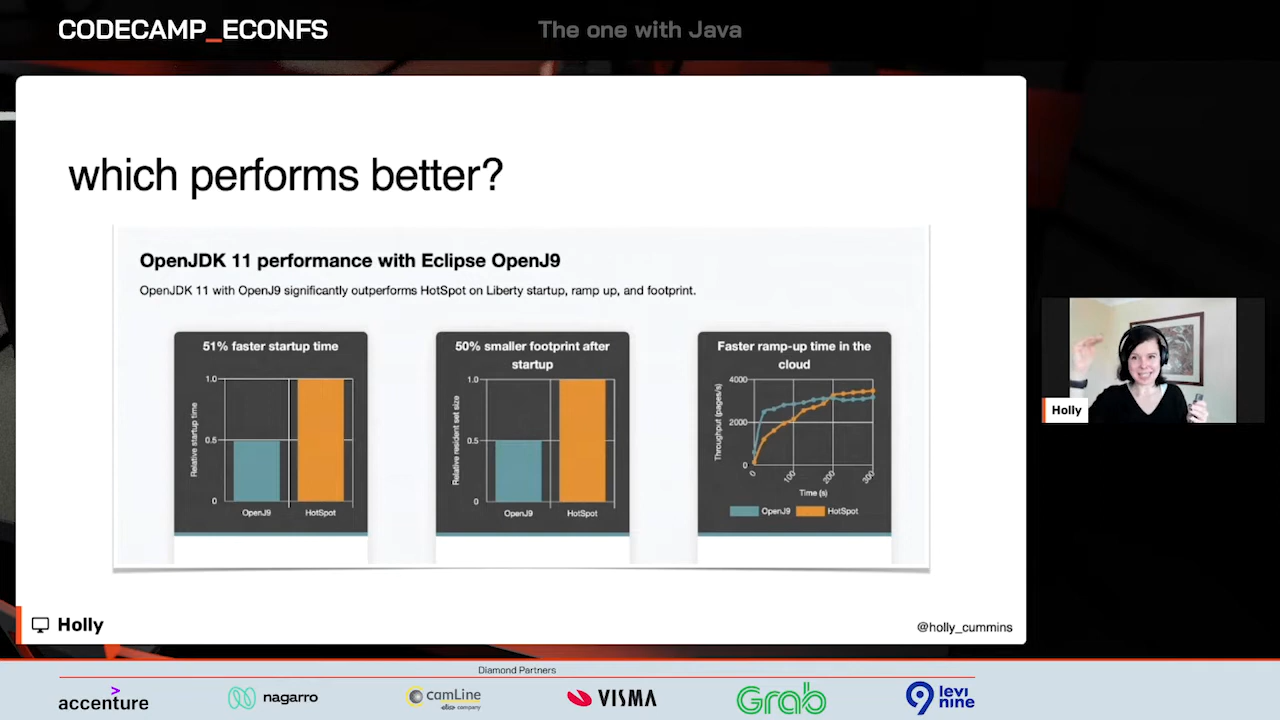 CODECAMP_ECONFS
The one with Java
which performs better?
OpenJDK 11 performance with Eclipse OpenJ9
OpenJDK 11 with OpenJ9 significantly outperforms HotSpot on Liberty startup, ramp up, and footprint.
51% faster startup time
1.0
0.5
0
Relative startup time
OpenJ9
HotSpot
50% smaller footprint after
startup
1.0
0.5
0
Relative resident set size
OpenJ9
HotSpot
Faster ramp-up time in the
cloud
4000
2000
0
Throughput (pages/s)
0
100
200
300
Time (s)
OpenJ9
HotSpot
Holly
Holly
@holly_cummins
Diamond Partners
accenture
nagarro
camLine
elisa company
VISMA
Grab
levi
nine